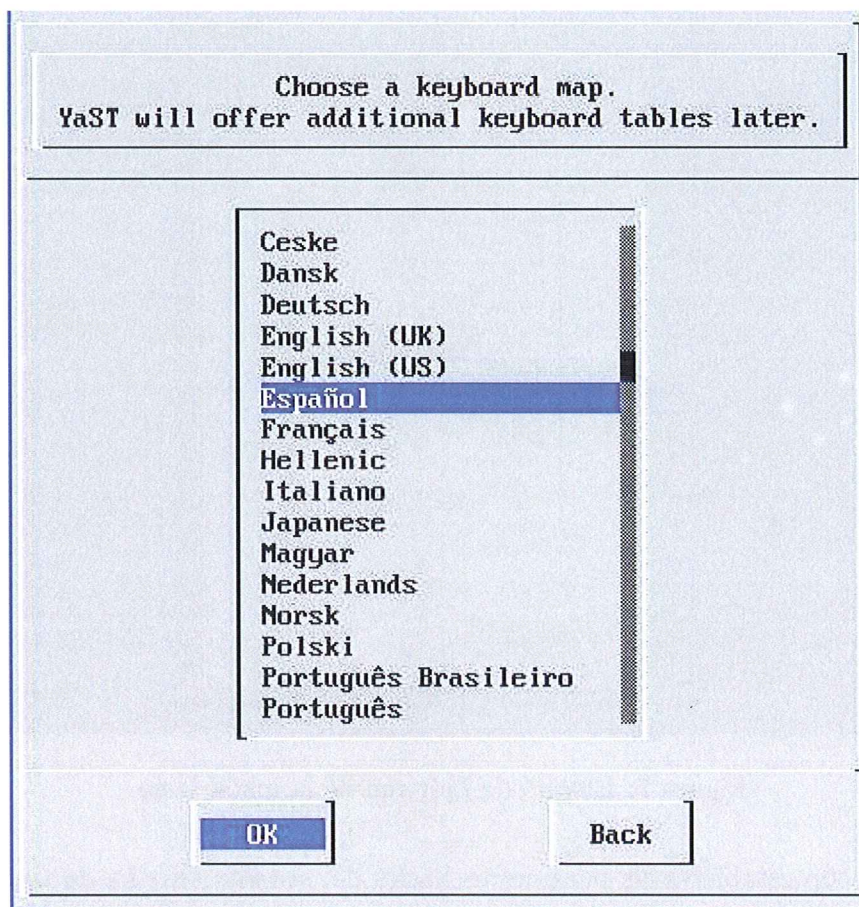 Choose a keyboard map.
YaST will offer additional keyboard tables later.
Ceske
Dansk
Deutsch
English (UK)
English (US)
Español
Français
Hellenic
Italiano
Japanese
Magyar
Nederlands
Norsk
Polski
Português Brasileiro
Português
OK
Back